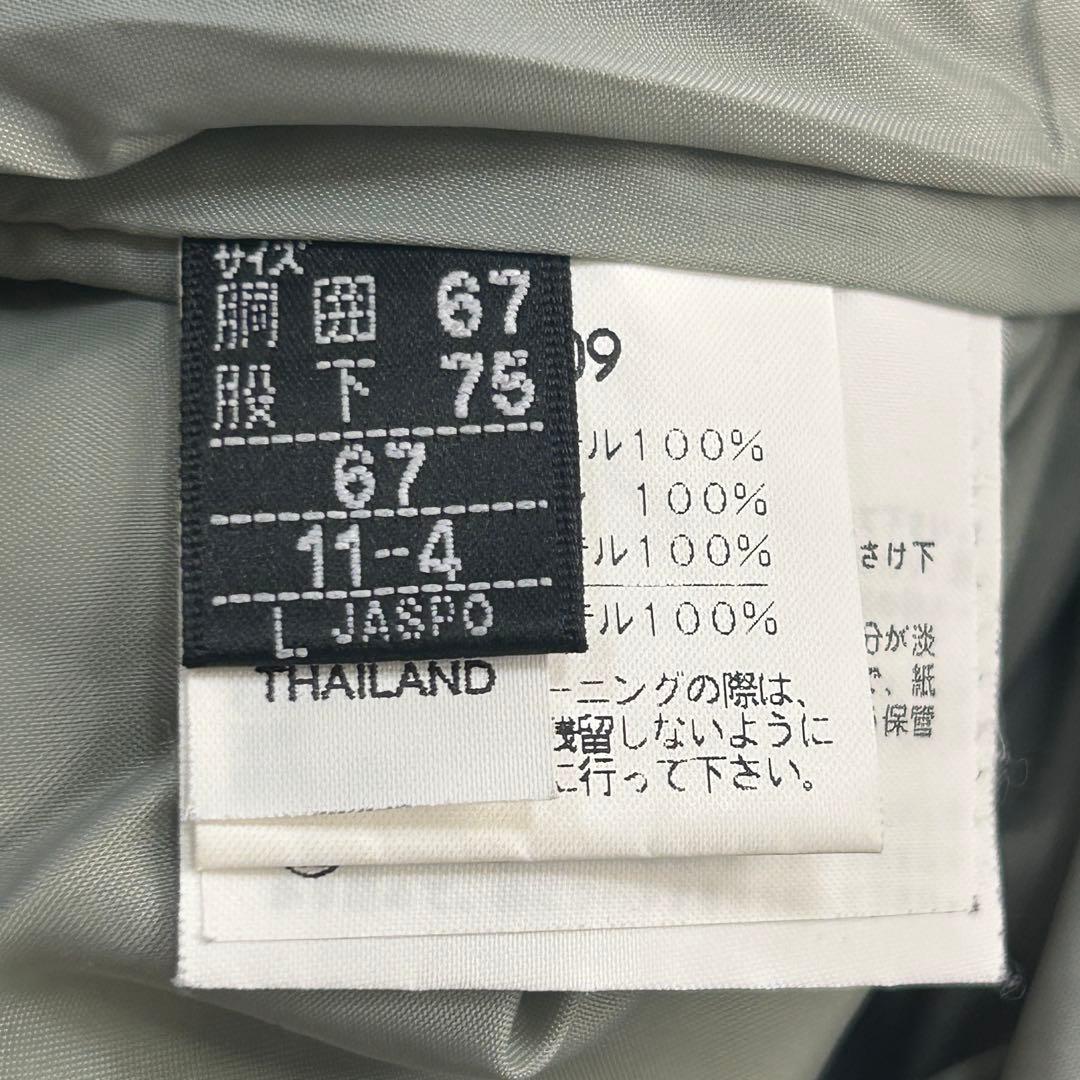 サイズ
胴囲 67
股下 75
67
11-4
L JASPO
THAILAND
09
ル100%
100%
テル100%
テル100%
ーニングの際は、
残留しないように
に行って下さい。
さけ下
分が淡
、紙
保管